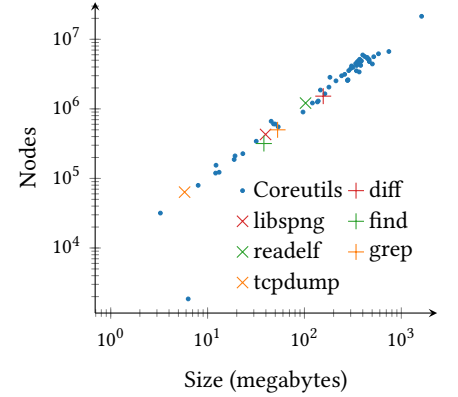 10^7
10^6
10^5
10^4
Nodes
Coreutils diff
libspng find
readelf grep
tcpdump
10^0 10^1 10^2 10^3
Size (megabytes)